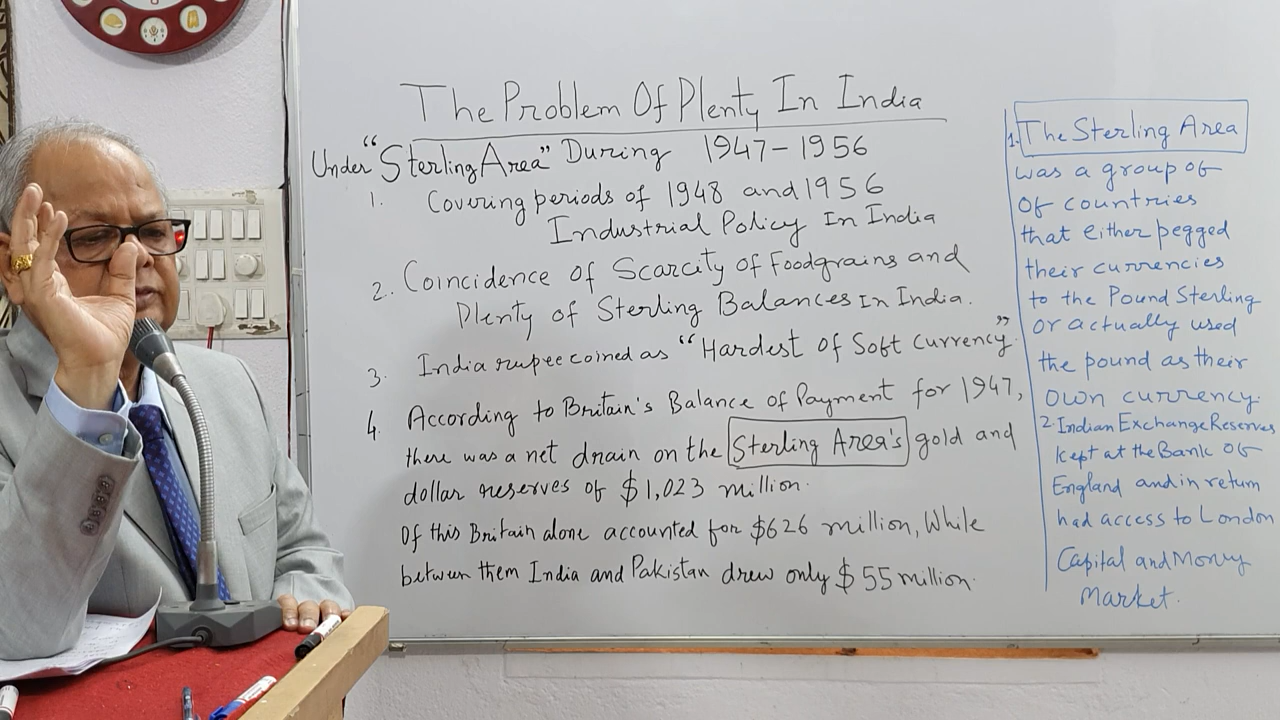 The Problem Of Plenty In India
Under "Sterling Area" During 1947-1956
1. Covering periods of 1948 and 1956
Industrial Policy In India
2. Coincidence of Scarcity of Foodgrains and
Plenty of Sterling Balances In India.
3. India rupee coined as "Hardest of Soft Currency".
4. According to Britain's Balance of Payment for 1947,
there was a net drain on the Sterling Area's gold and
dollar reserves of $1,023 million.
Of this Britain alone accounted for $626 million, While
between them India and Pakistan drew only $55 million.
1. The Sterling Area
was a group of
of countries
that either pegged
their currencies
to the Pound Sterling
or actually used
the pound as their
own currency.
2. Indian Exchange Reserves
kept at the Bank of
England and in return
had access to London
Capital and Money
Market.